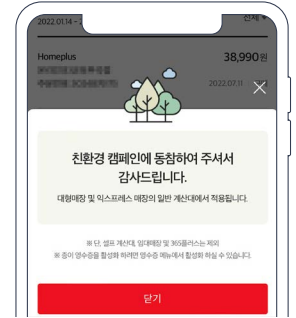 2022.01.14 - 2
전체
Homeplus
38,990원
2022.07.11
친환경 캠페인에 동참하여 주셔서
감사드립니다.
대형매장 및 익스프레스 매장의 일반 계산대에서 적용됩니다.
※ 단, 셀프 계산대, 임대매장 및 365플러스는 제외
※ 종이 영수증을 활성화 하려면 영수증 메뉴에서 활성화 하실 수 있습니다.
닫기